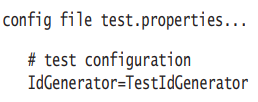 config file test.properties...
# test configuration
IdGenerator=TestIdGenerator